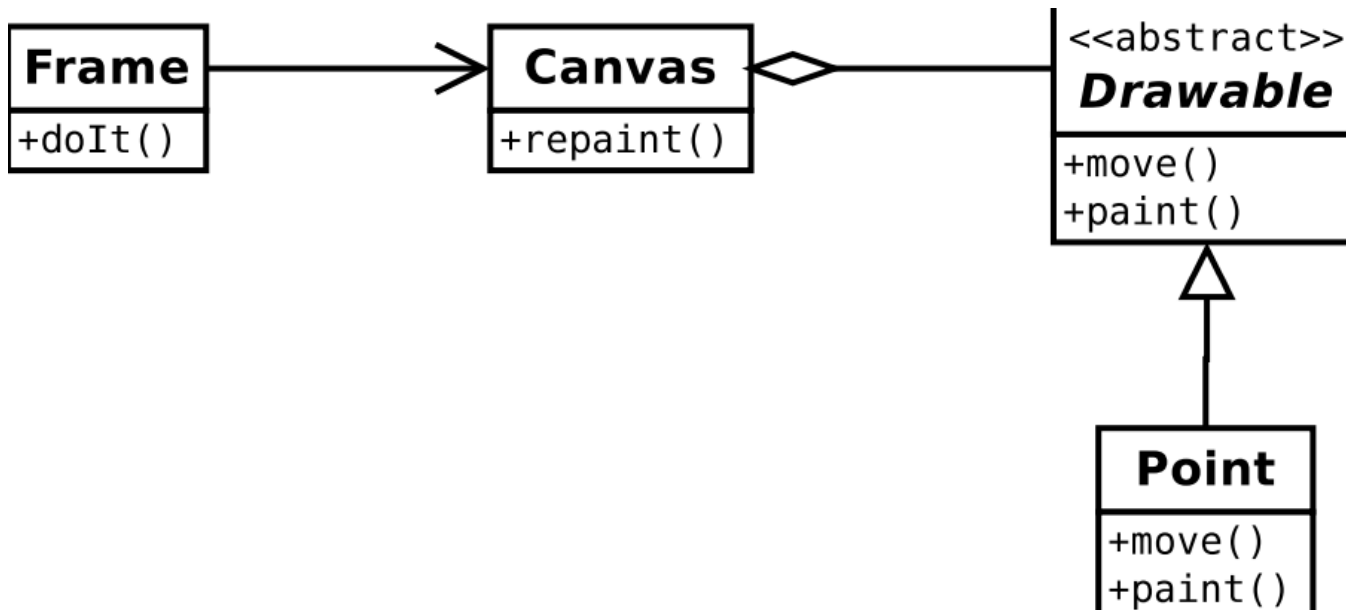 Frame
+doIt()
Canvas
+repaint()
<<abstract>>
Drawable
+move()
+paint()
Point
+move()
+paint()